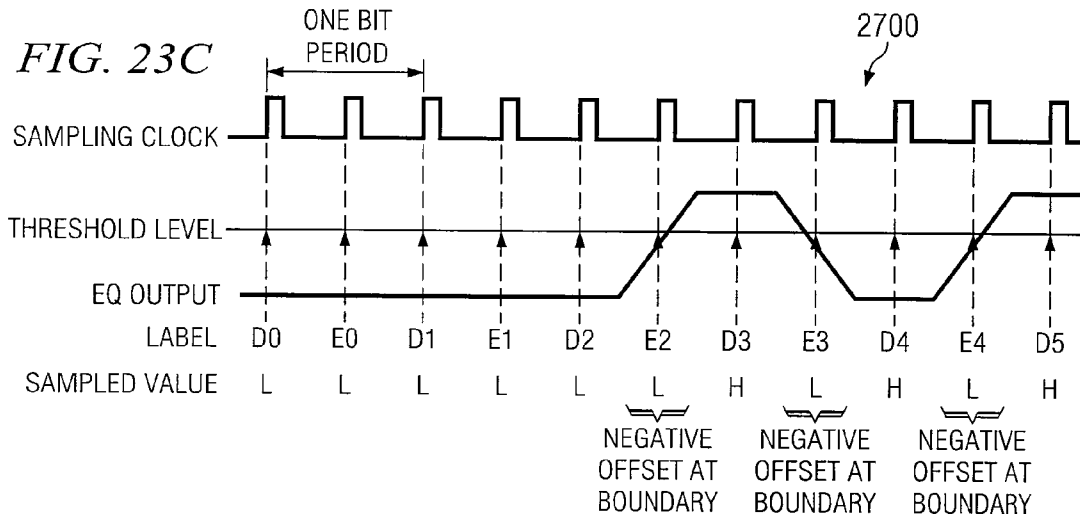 FIG. 23C
ONE BIT
PERIOD
2700
SAMPLING CLOCK
THRESHOLD LEVEL
EQ OUTPUT
LABEL D0 E0 D1 E1 D2 E2 D3 E3 D4 E4 D5
SAMPLED VALUE L L L L L L H L H L H
NEGATIVE NEGATIVE NEGATIVE
OFFSET AT OFFSET AT OFFSET AT
BOUNDARY BOUNDARY BOUNDARY